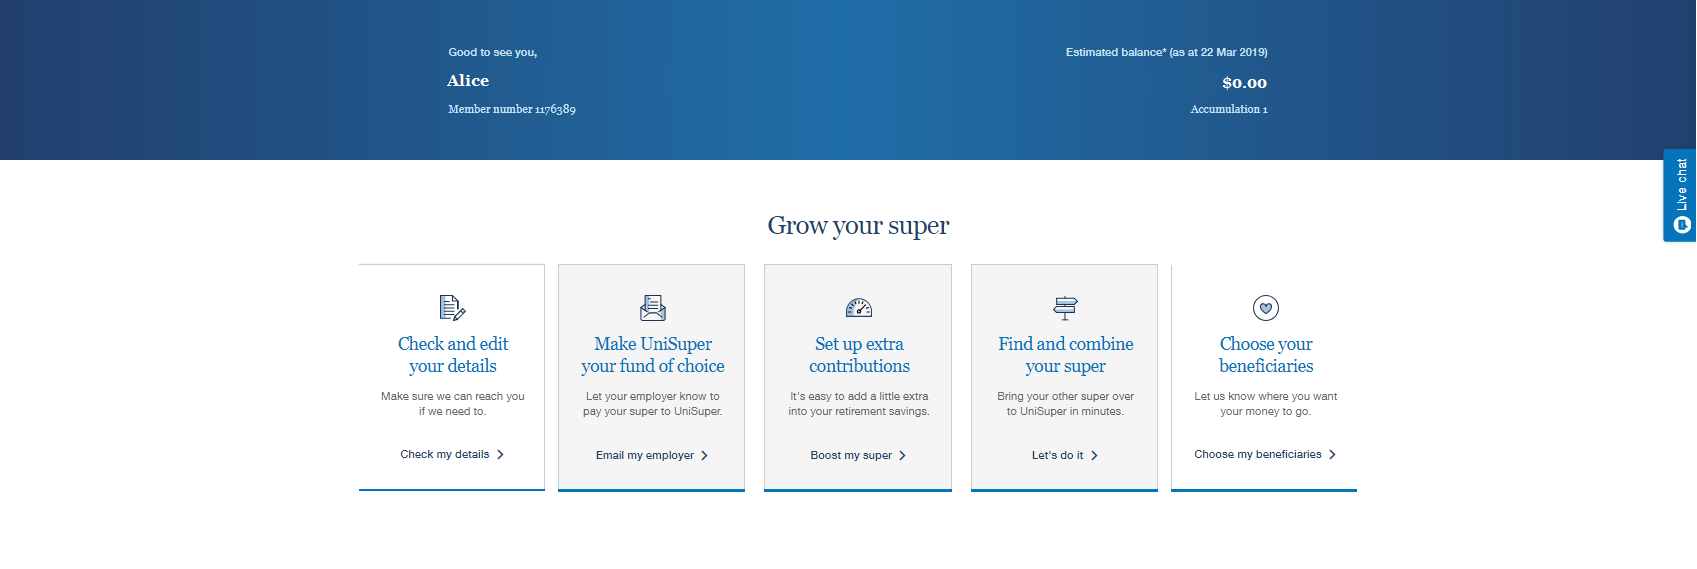 Good to see you,
Alice
Member number 1176389
Estimated balance* (as at 22 Mar 2019)
$0.00
Accumulation 1
Live chat
Grow your super
Check and edit
your details
Make sure we can reach you
if we need to.
Check my details
Make UniSuper
your fund of choice
Let your employer know to
pay your super to UniSuper.
Email my employer
Set up extra
contributions
It's easy to add a little extra
into your retirement savings.
Boost my super
Find and combine
your super
Bring your other super over
to UniSuper in minutes.
Let's do it
Choose your
beneficiaries
Let us know where you want
your money to go.
Choose my beneficiaries